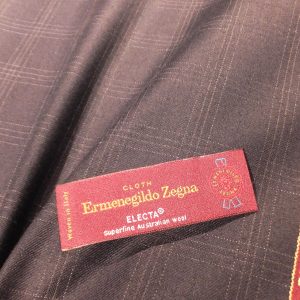 CLOTH
Ermenegildo Zegna
ELECTA®
Superfine Australian wool
Woven in Italy